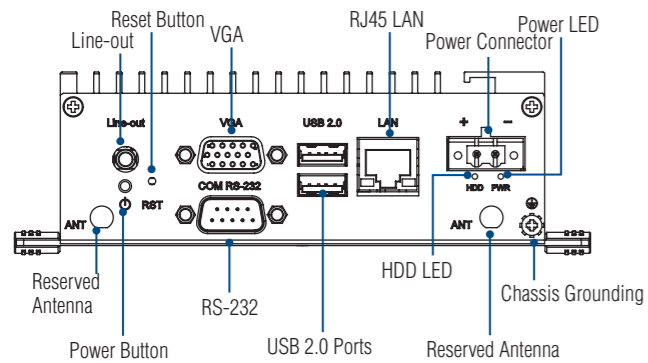 Reset Button
RJ45 LAN
Power LED
Line-out
VGA
Power Connector
Line-out
VGA
USB 2.0
LAN
+ −
COM RS-232
HDD PWR
RST
ANT
ANT
Reserved
Antenna
RS-232
HDD LED
Chassis Grounding
Power Button
USB 2.0 Ports
Reserved Antenna